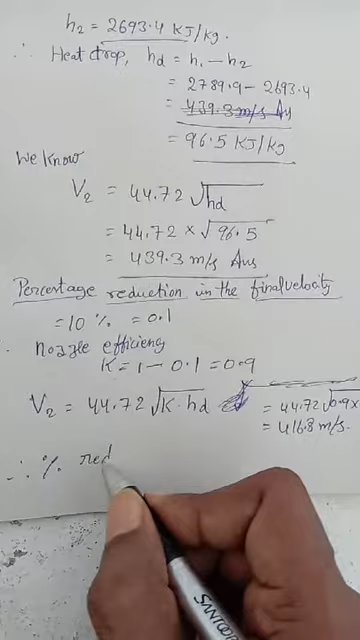 h₂ = 2693.4 KJ/kg.
∴ Heat drop, hd = h₁ - h₂
= 2789.9 - 2693.4
= 439.3 m/s Ans
= 96.5 KJ/kg
We know
V₂ = 44.72 √hd
= 44.72 × √96.5
= 439.3 m/s Ans
Percentage reduction in the final velocity
= 10 % = 0.1
Nozzle efficieny
K = 1 - 0.1 = 0.9
V₂ = 44.72 √K·hd = 44.72 √0.9×
= 416.8 m/s.
∴ % red
SANTOOR